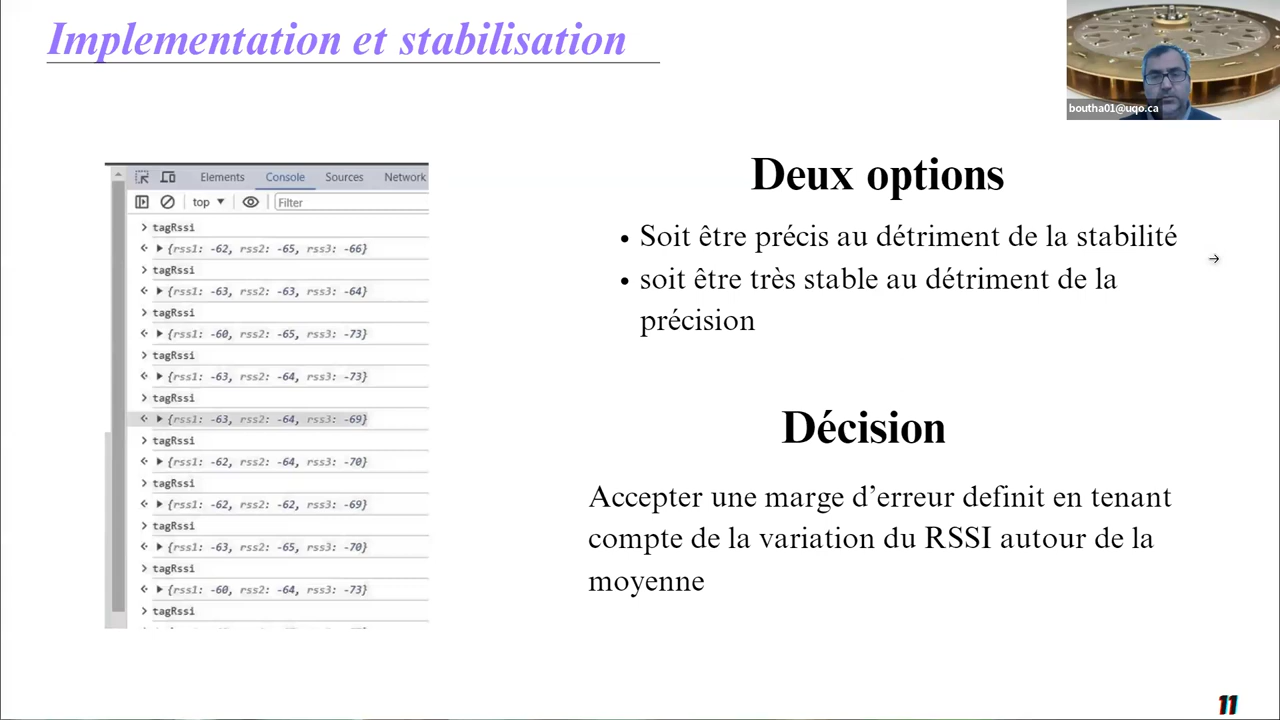 Implementation et stabilisation
boutha01@uqo.ca
Elements Console Sources Network
top ▼ Filter
> tagRssi
{rss1: -62, rss2: -65, rss3: -66}
> tagRssi
{rss1: -63, rss2: -63, rss3: -64}
> tagRssi
{rss1: -60, rss2: -65, rss3: -73}
> tagRssi
{rss1: -63, rss2: -64, rss3: -73}
> tagRssi
{rss1: -63, rss2: -64, rss3: -69}
> tagRssi
{rss1: -62, rss2: -64, rss3: -70}
> tagRssi
{rss1: -62, rss2: -62, rss3: -69}
> tagRssi
{rss1: -63, rss2: -65, rss3: -70}
> tagRssi
{rss1: -60, rss2: -64, rss3: -73}
> tagRssi
Deux options
• Soit être précis au détriment de la stabilité
• soit être très stable au détriment de la
précision
Décision
Accepter une marge d’erreur definit en tenant
compte de la variation du RSSI autour de la
moyenne
11